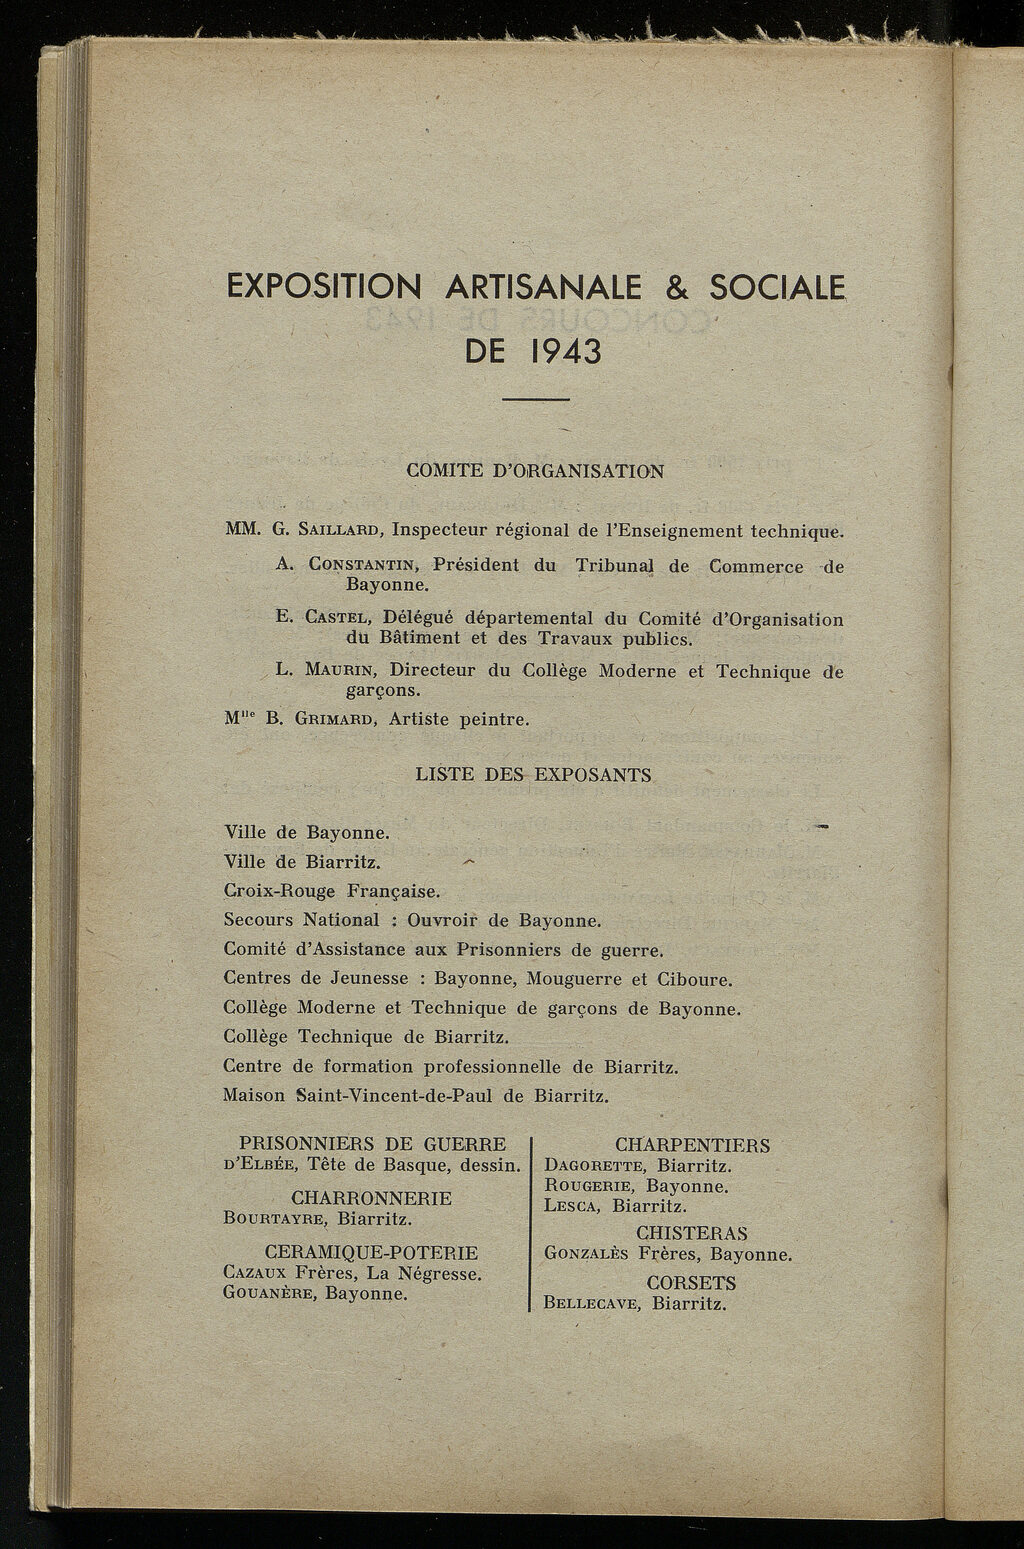 EXPOSITION ARTISANALE & SOCIALE
DE 1943
COMITE D'ORGANISATION
MM. G. SAILLARD, Inspecteur régional de l'Enseignement technique.
A. CONSTANTIN, Président du Tribunal de Commerce de
Bayonne.
E. CASTEL, Délégué départemental du Comité d'Organisation
du Bâtiment et des Travaux publics.
L. MAURIN, Directeur du Collège Moderne et Technique de
garçons.
Mlle B. GRIMARD, Artiste peintre.
LISTE DES EXPOSANTS
Ville de Bayonne.
Ville de Biarritz.
Croix-Rouge Française.
Secours National : Ouvroir de Bayonne.
Comité d'Assistance aux Prisonniers de guerre.
Centres de Jeunesse : Bayonne, Mouguerre et Ciboure.
Collège Moderne et Technique de garçons de Bayonne.
Collège Technique de Biarritz.
Centre de formation professionnelle de Biarritz.
Maison Saint-Vincent-de-Paul de Biarritz.
PRISONNIERS DE GUERRE
D'ELBÉE, Tête de Basque, dessin.
CHARRONNERIE
BOURTAYRE, Biarritz.
CERAMIQUE-POTERIE
CAZAUX Frères, La Négresse.
GOUANÈRE, Bayonne.
CHARPENTIERS
DAGORETTE, Biarritz.
ROUGERIE, Bayonne.
LESCA, Biarritz.
CHISTERAS
GONZALÈS Frères, Bayonne.
CORSETS
BELLECAVE, Biarritz.